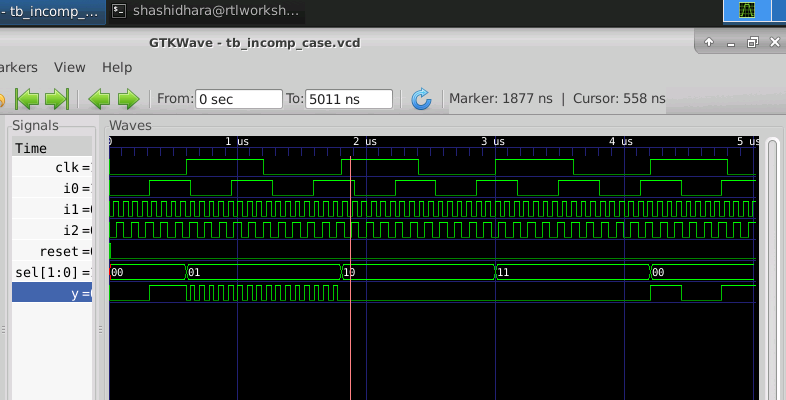 - tb_incomp_...
shashidhara@rtlworksh...
GTKWave - tb_incomp_case.vcd
arkers View Help
From: 0 sec To: 5011 ns Marker: 1877 ns | Cursor: 558 ns
Signals Waves
Time 0 1 us 2 us 3 us 4 us 5 us
clk =
i0 =
i1 =
i2 =
reset =
sel[1:0] = 00 01 10 11 00
y =